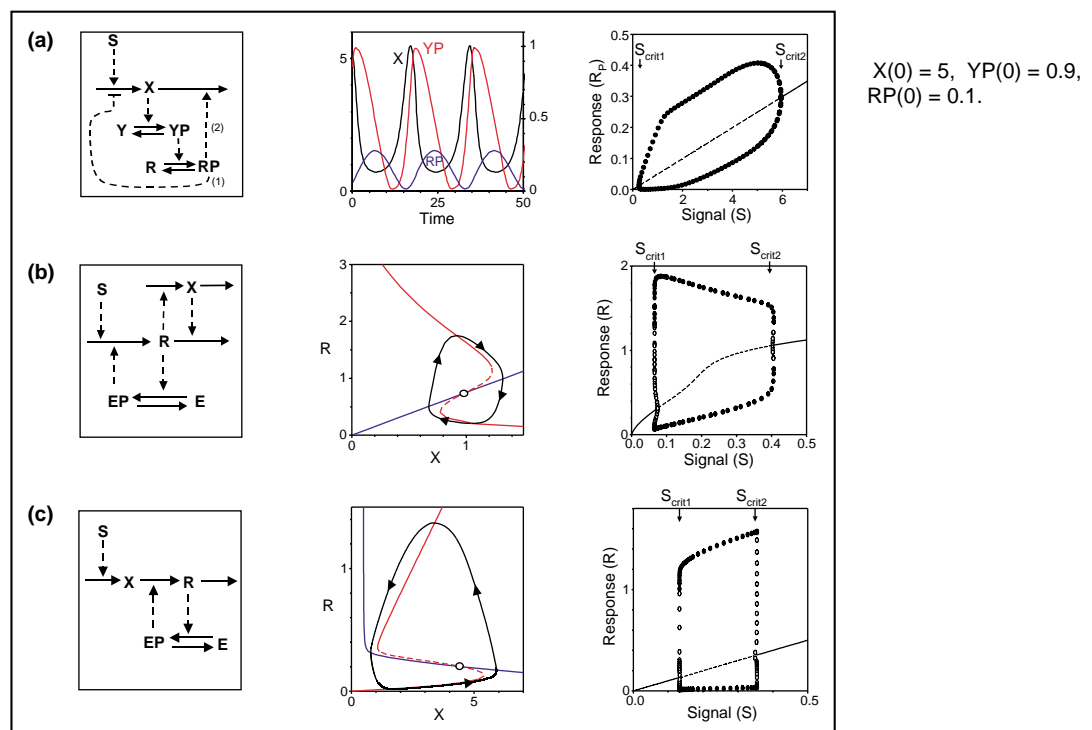 (a)
S
X
Y YP
(2)
R RP
(1)
5
0
X
YP
RP
1
0.5
0
0 25 50
Time
Response (RP)
0.5
0.4
0.3
0.2
0.1
0.0
Scrit1 Scrit2
0 2 4 6
Signal (S)
X(0) = 5, YP(0) = 0.9,
RP(0) = 0.1.
(b)
S
X
R
EP E
3
2
R
1
0
0 1
X
Response (R)
2
1
0
Scrit1 Scrit2
0.0 0.1 0.2 0.3 0.4 0.5
Signal (S)
(c)
S
X R
EP E
1
R
0
0 5
X
Response (R)
1
0
Scrit1 Scrit2
0.0 0.5
Signal (S)